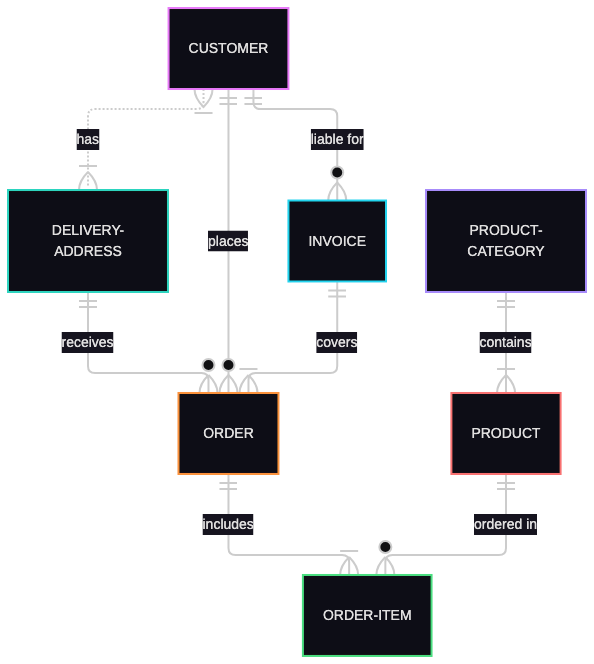 CUSTOMER
has
liable for
DELIVERY-
ADDRESS
places
INVOICE
PRODUCT-
CATEGORY
receives
covers
contains
ORDER
PRODUCT
includes
ordered in
ORDER-ITEM